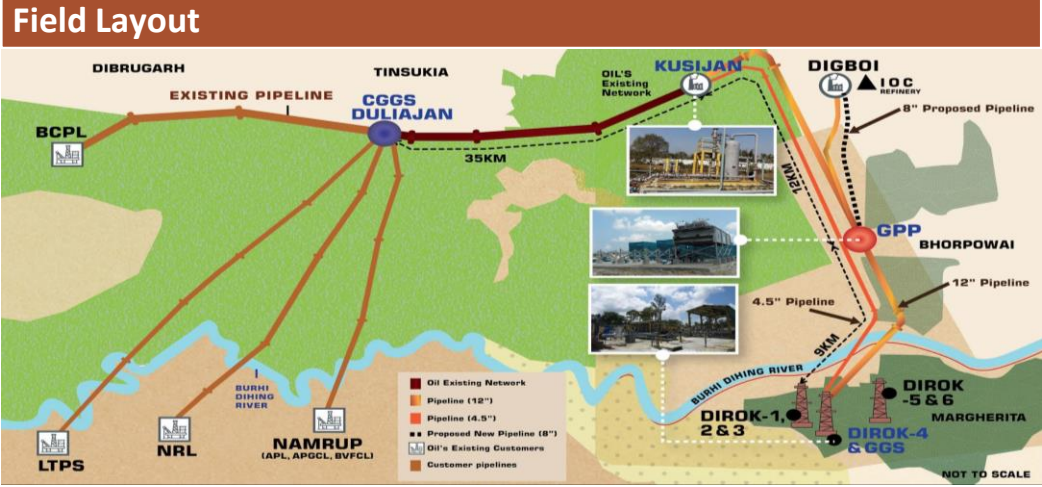 Field Layout
DIBRUGARH
TINSUKIA
OIL'S
Existing
Network
KUSIJAN
DIGBOI
IOC
REFINERY
EXISTING PIPELINE
CGGS
DULIAJAN
8" Proposed Pipeline
BCPL
35KM
12KM
GPP
BHORPOWAI
12" Pipeline
4.5" Pipeline
9KM
BURHI DIHING RIVER
BURHI
DIHING
RIVER
DIROK
-5 & 6
DIROK-1,
2 & 3
MARGHERITA
DIROK-4
& GGS
LTPS
NRL
NAMRUP
(APL, APGCL, BVFCL)
Oil Existing Network
Pipeline (12")
Pipeline (4.5")
Proposed New Pipeline (8")
Oil's Existing Customers
Customer pipelines
NOT TO SCALE